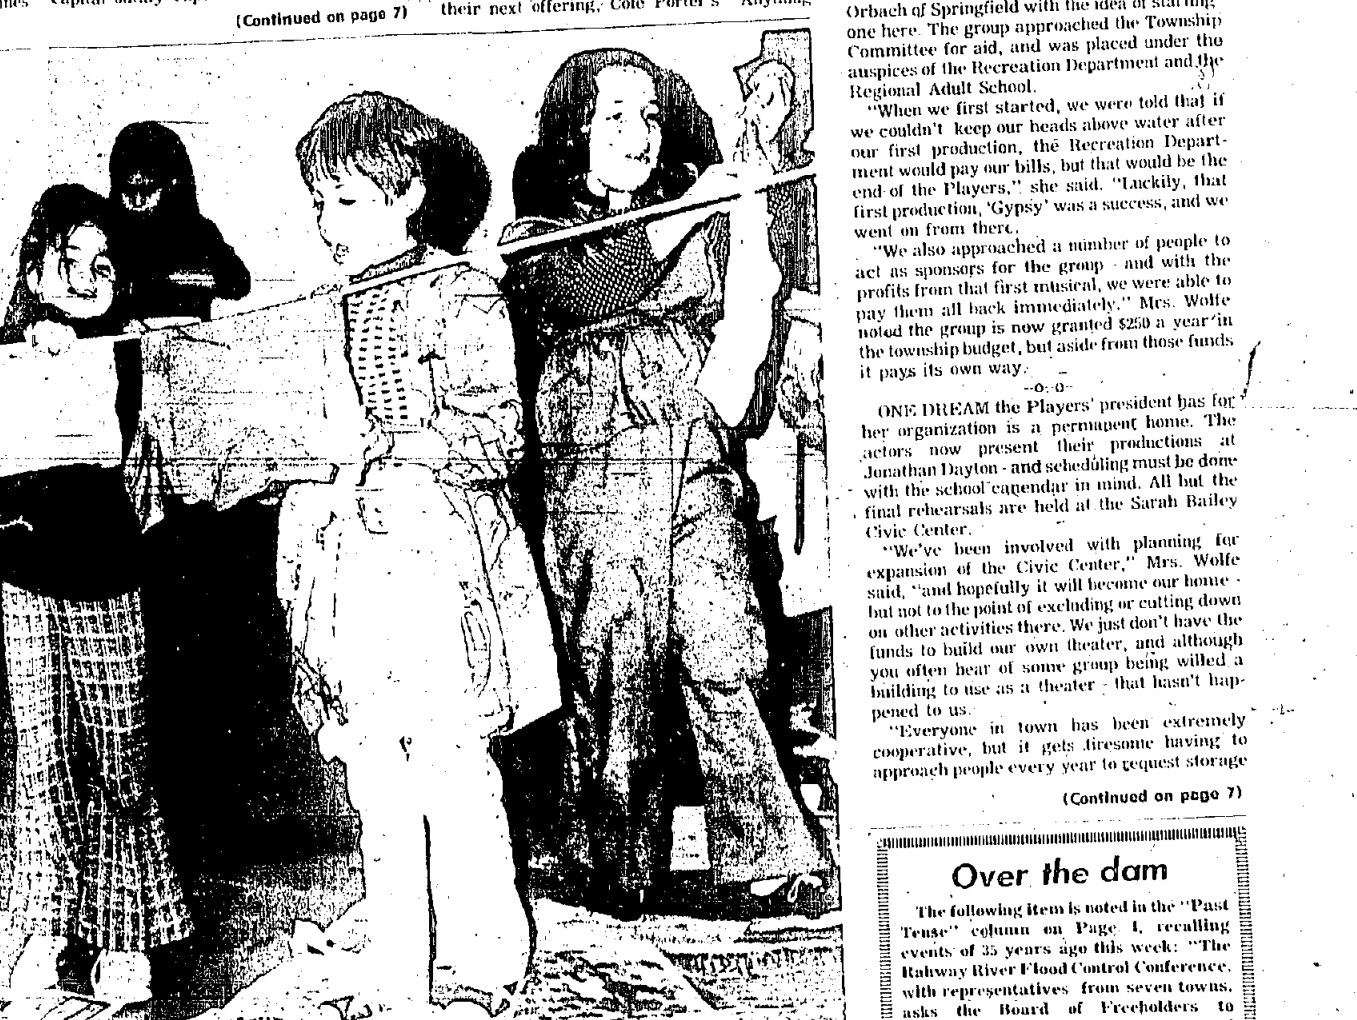 (Continued on page 7)
their next offering, Cole Porter's "Anything
Orbach of Springfield with the idea of starting
one here. The group approached the Township
Committee for aid, and was placed under the
auspices of the Recreation Department and the
Regional Adult School.
"When we first started, we were told that if
we couldn't keep our heads above water after
our first production, the Recreation Depart-
ment would pay our bills, but that would be the
end of the Players," she said. "Luckily, that
first production, 'Gypsy' was a success, and we
went on from there.
"We also approached a number of people to
act as sponsors for the group - and with the
profits from that first musical, we were able to
pay them all back immediately." Mrs. Wolfe
noted the group is now granted $250 a year in
the township budget, but aside from those funds
it pays its own way.
--o-o--
ONE DREAM the Players' president has for
her organization is a permanent home. The
actors now present their productions at
Jonathan Dayton - and scheduling must be done
with the school canendar in mind. All but the
final rehearsals are held at the Sarah Bailey
Civic Center.
"We've been involved with planning for
expansion of the Civic Center," Mrs. Wolfe
said, "and hopefully it will become our home -
but not to the point of excluding or cutting down
on other activities there. We just don't have the
funds to build our own theater, and although
you often hear of some group being willed a
building to use as a theater - that hasn't hap-
pened to us.
"Everyone in town has been extremely
cooperative, but it gets tiresome having to
approach people every year to request storage
(Continued on page 7)
Over the dam
The following item is noted in the "Past
Tense" column on Page 4, recalling
events of 35 years ago this week: "The
Rahway River Flood Control Conference,
with representatives from seven towns,
asks the Board of Freeholders to